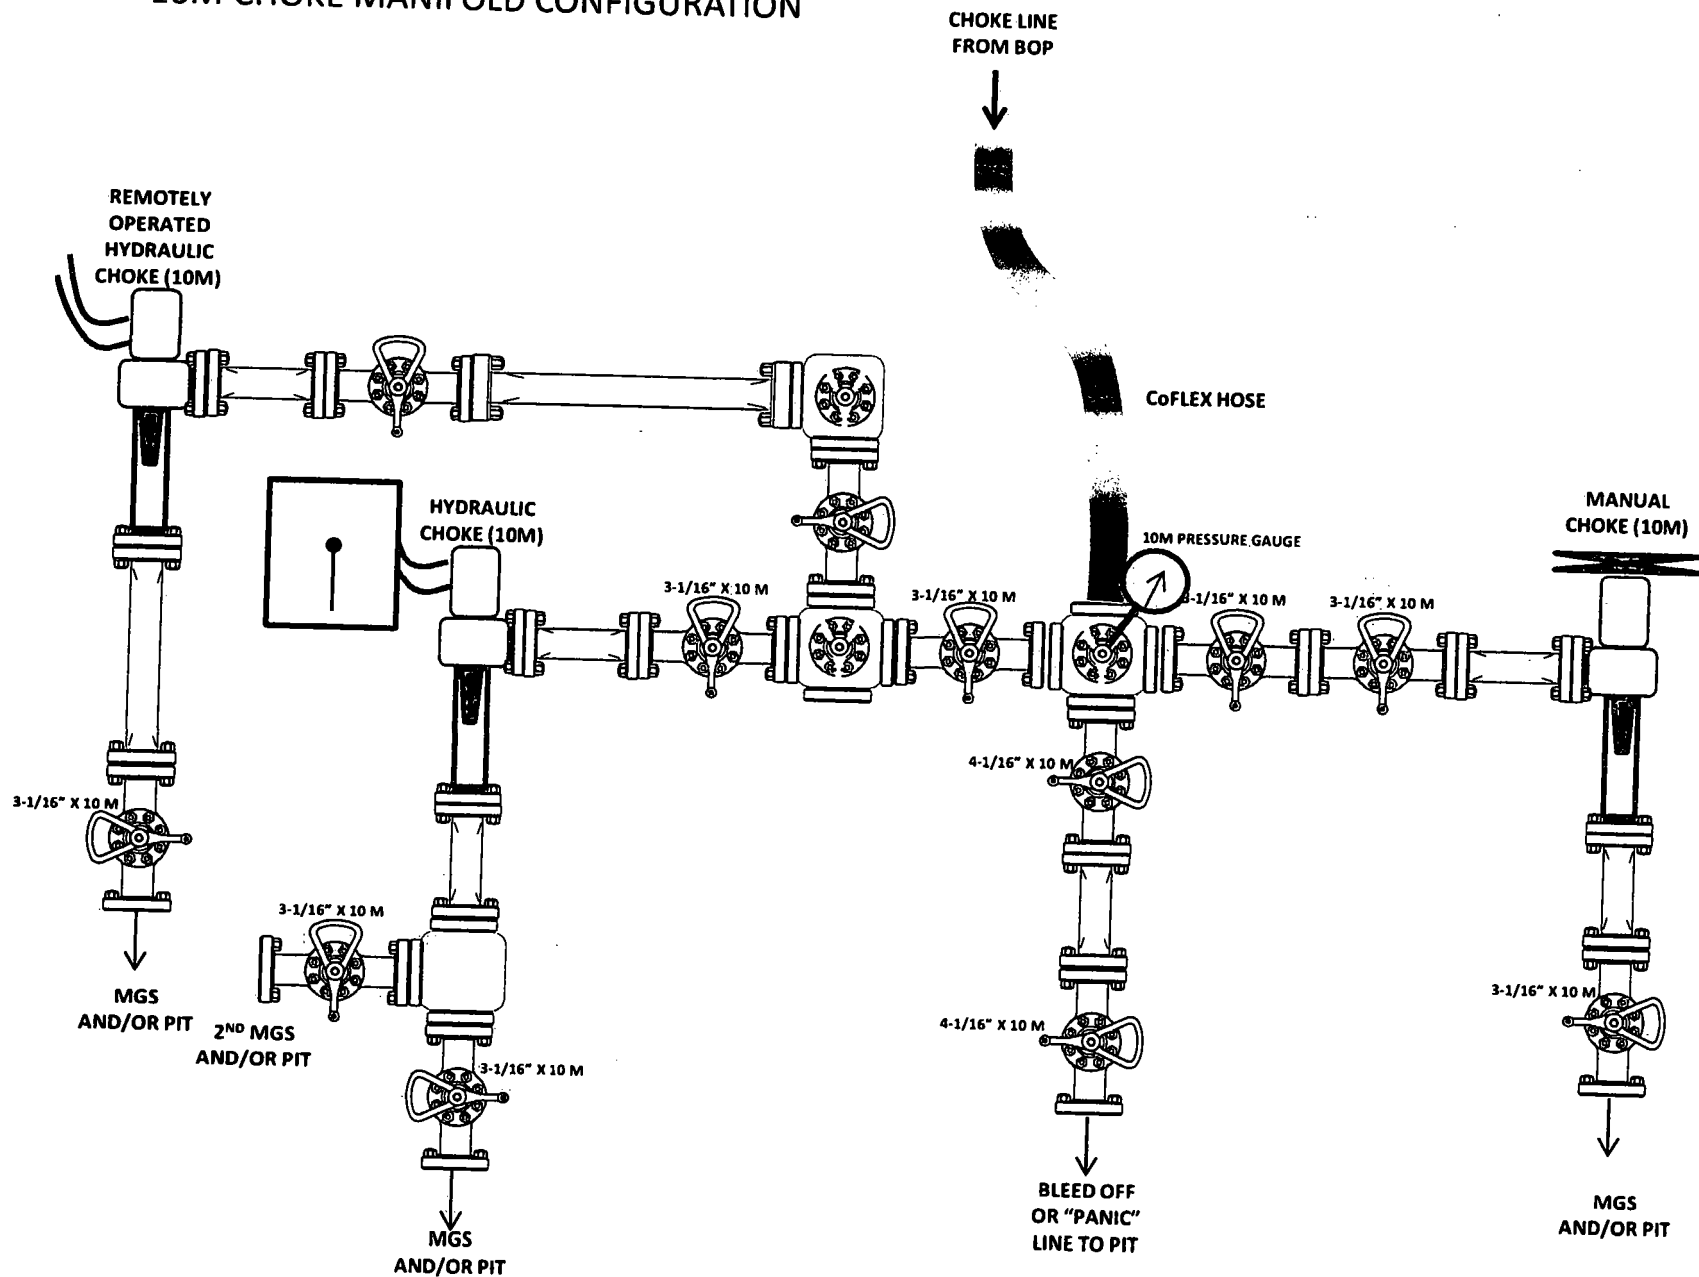 CHOKE MANIFOLD CONFIGURATION
CHOKE LINE
FROM BOP
REMOTELY
OPERATED
HYDRAULIC
CHOKE (10M)
CoFLEX HOSE
HYDRAULIC
CHOKE (10M)
MANUAL
CHOKE (10M)
10M PRESSURE GAUGE
3-1/16" X 10 M
3-1/16" X 10 M
3-1/16" X 10 M
3-1/16" X 10 M
4-1/16" X 10 M
3-1/16" X 10 M
3-1/16" X 10 M
MGS
AND/OR PIT
2ND MGS
AND/OR PIT
3-1/16" X 10 M
4-1/16" X 10 M
3-1/16" X 10 M
BLEED OFF
OR "PANIC"
LINE TO PIT
MGS
AND/OR PIT
MGS
AND/OR PIT